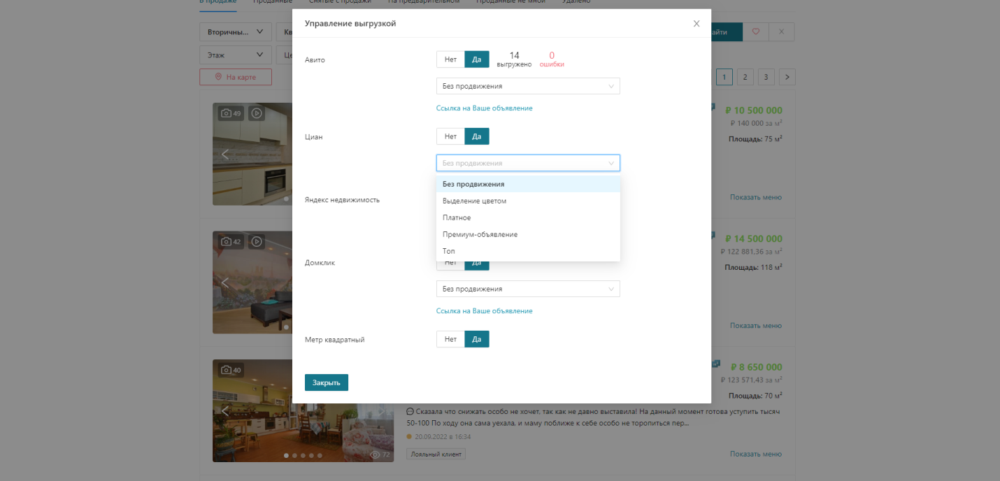 В продаже Проданные Снятые с продажи На предварительном Проданные не мной Удалено
Управление выгрузкой
Вторичны...
Этаж
На карте
1 2 3
Авито
Нет Да 14 выгружено 0 ошибки
Без продвижения
Ссылка на Ваше объявление
Циан
Нет Да
Без продвижения
Без продвижения
Выделение цветом
Платное
Премиум-объявление
Топ
Яндекс недвижимость
Домклик
Нет Да
Без продвижения
Ссылка на Ваше объявление
Метр квадратный
Нет Да
Закрыть
49
₽ 10 500 000
₽ 140 000 за м²
Площадь: 75 м²
Показать меню
42
₽ 14 500 000
₽ 122 881,36 за м²
Площадь: 118 м²
Показать меню
40
₽ 8 650 000
₽ 123 571,43 за м²
Площадь: 70 м²
Сказала что снижать особо не хочет, так как не давно выставила! На данный момент готова уступить тысяч
50-100 По ходу она сама уехала, и маму поближе к себе особо не торопиться пер...
20.09.2022 в 16:34
72
Лояльный клиент
Показать меню